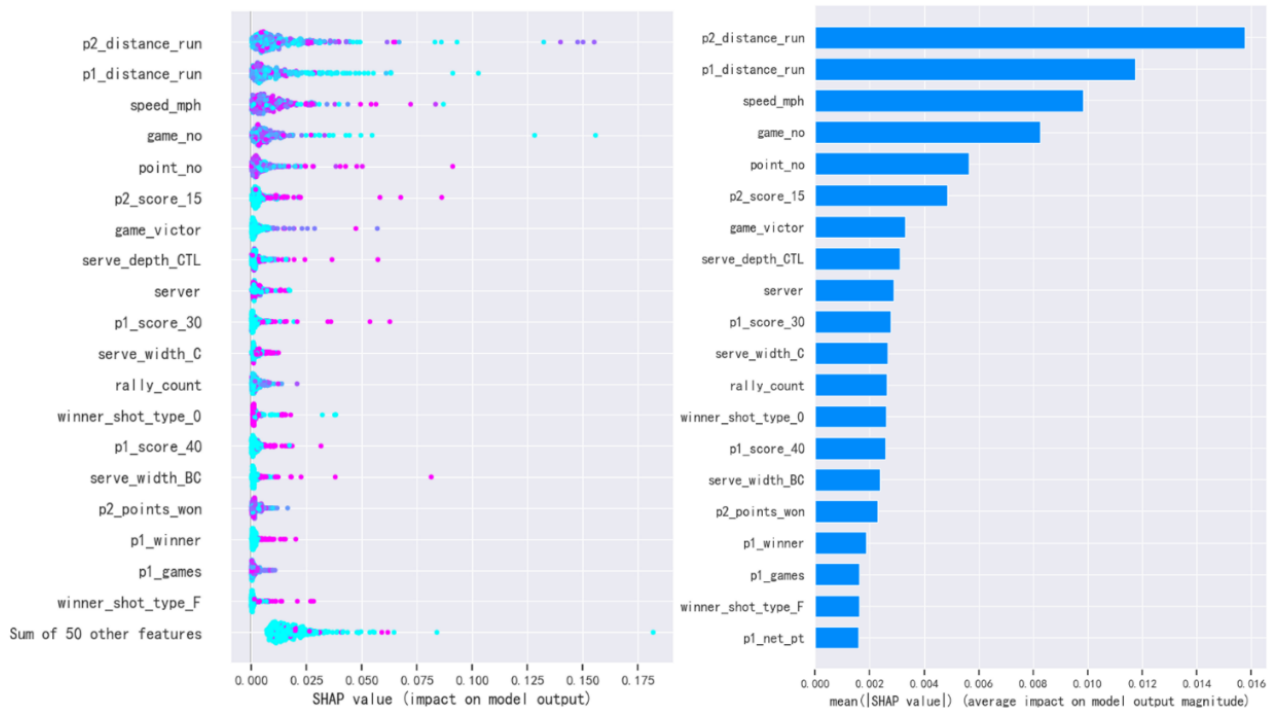 p2_distance_run
p1_distance_run
speed_mph
game_no
point_no
p2_score_15
game_victor
serve_depth_CTL
server
p1_score_30
serve_width_C
rally_count
winner_shot_type_0
p1_score_40
serve_width_BC
p2_points_won
p1_winner
p1_games
winner_shot_type_F
Sum of 50 other features
0.000 0.025 0.050 0.075 0.100 0.125 0.150 0.175
SHAP value (impact on model output)
p2_distance_run
p1_distance_run
speed_mph
game_no
point_no
p2_score_15
game_victor
serve_depth_CTL
server
p1_score_30
serve_width_C
rally_count
winner_shot_type_0
p1_score_40
serve_width_BC
p2_points_won
p1_winner
p1_games
winner_shot_type_F
p1_net_pt
0.000 0.002 0.004 0.006 0.008 0.010 0.012 0.014 0.016
mean(|SHAP value|) (average impact on model output magnitude)